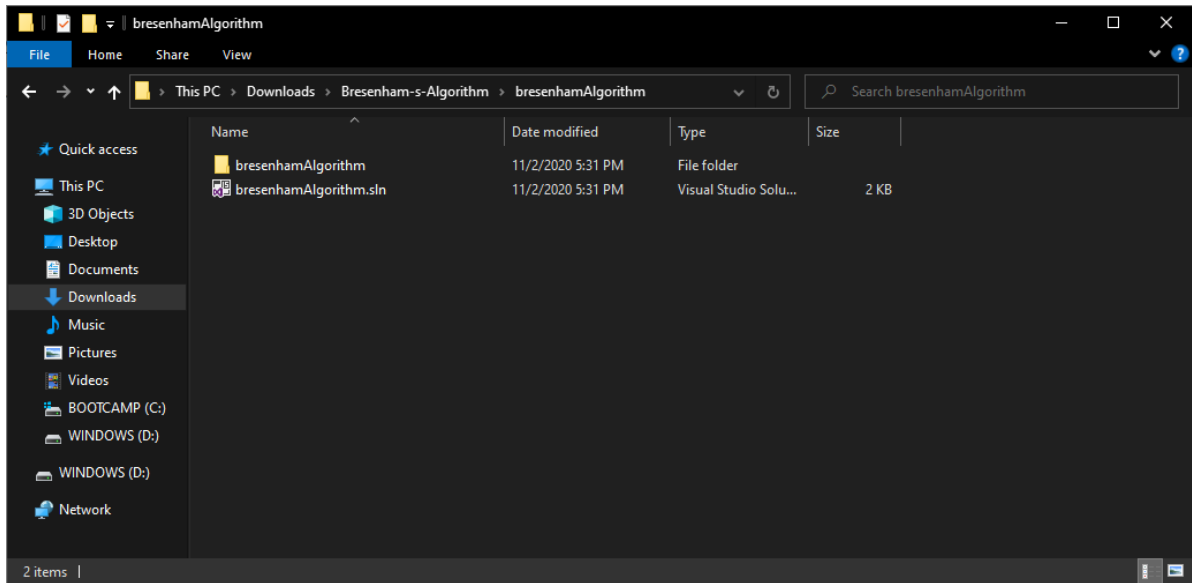 bresenhamAlgorithm
File Home Share View
This PC > Downloads > Bresenham-s-Algorithm > bresenhamAlgorithm
Search bresenhamAlgorithm
Name Date modified Type Size
bresenhamAlgorithm 11/2/2020 5:31 PM File folder
bresenhamAlgorithm.sln 11/2/2020 5:31 PM Visual Studio Solu... 2 KB
Quick access
This PC
3D Objects
Desktop
Documents
Downloads
Music
Pictures
Videos
BOOTCAMP (C:)
WINDOWS (D:)
WINDOWS (D:)
Network
2 items